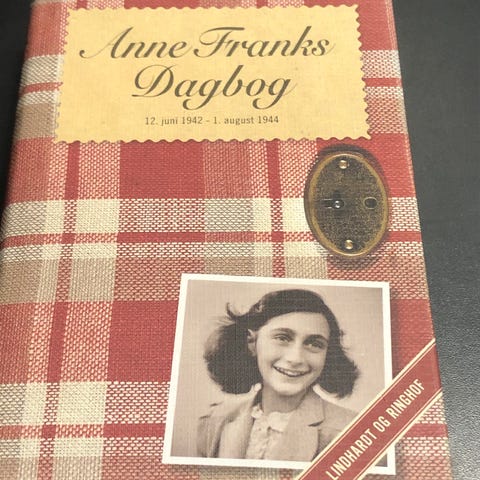 Anne Franks
Dagbog
12. juni 1942 – 1. august 1944
LINDHARDT OG RINGHOF